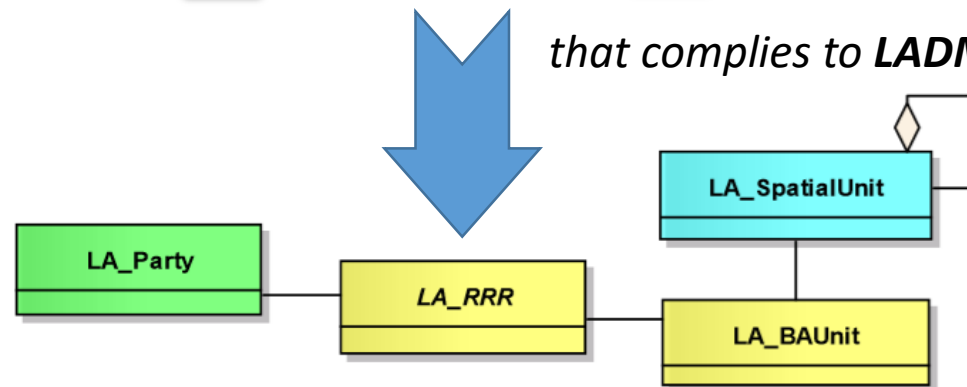 that complies to LADM
LA_SpatialUnit
LA_Party
LA_RRR
LA_BAUnit